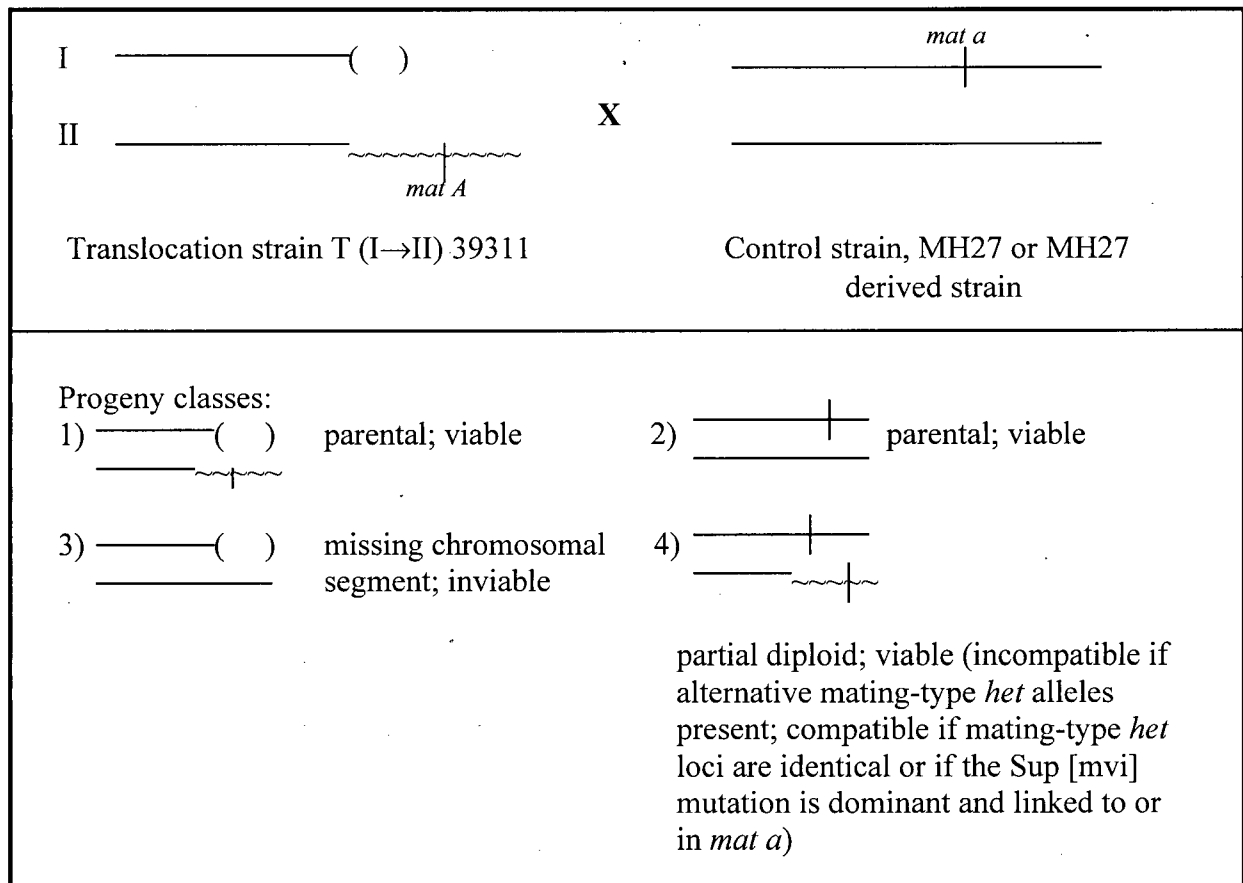 I ( )
mat a
X
II
mat A
Translocation strain T (I→II) 39311
Control strain, MH27 or MH27
derived strain
Progeny classes:
1) ( ) parental; viable
2) parental; viable
3) ( ) missing chromosomal
segment; inviable
4)
partial diploid; viable (incompatible if
alternative mating-type het alleles
present; compatible if mating-type het
loci are identical or if the Sup [mvi]
mutation is dominant and linked to or
in mat a)